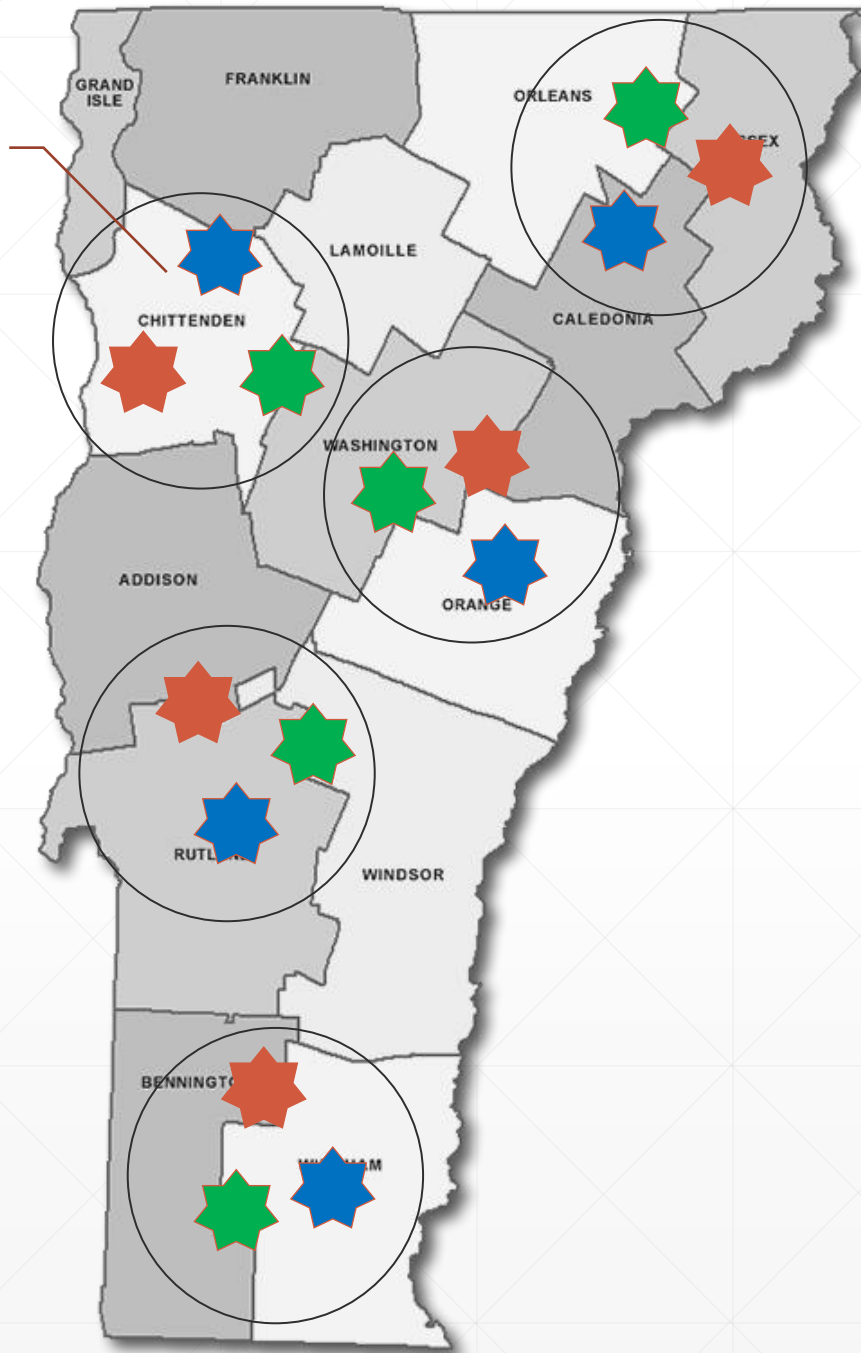 GRAND
ISLE
FRANKLIN
ORLEANS
LAMOILLE
CHITTENDEN
CALEDONIA
WASHINGTON
ADDISON
ORANGE
WINDSOR